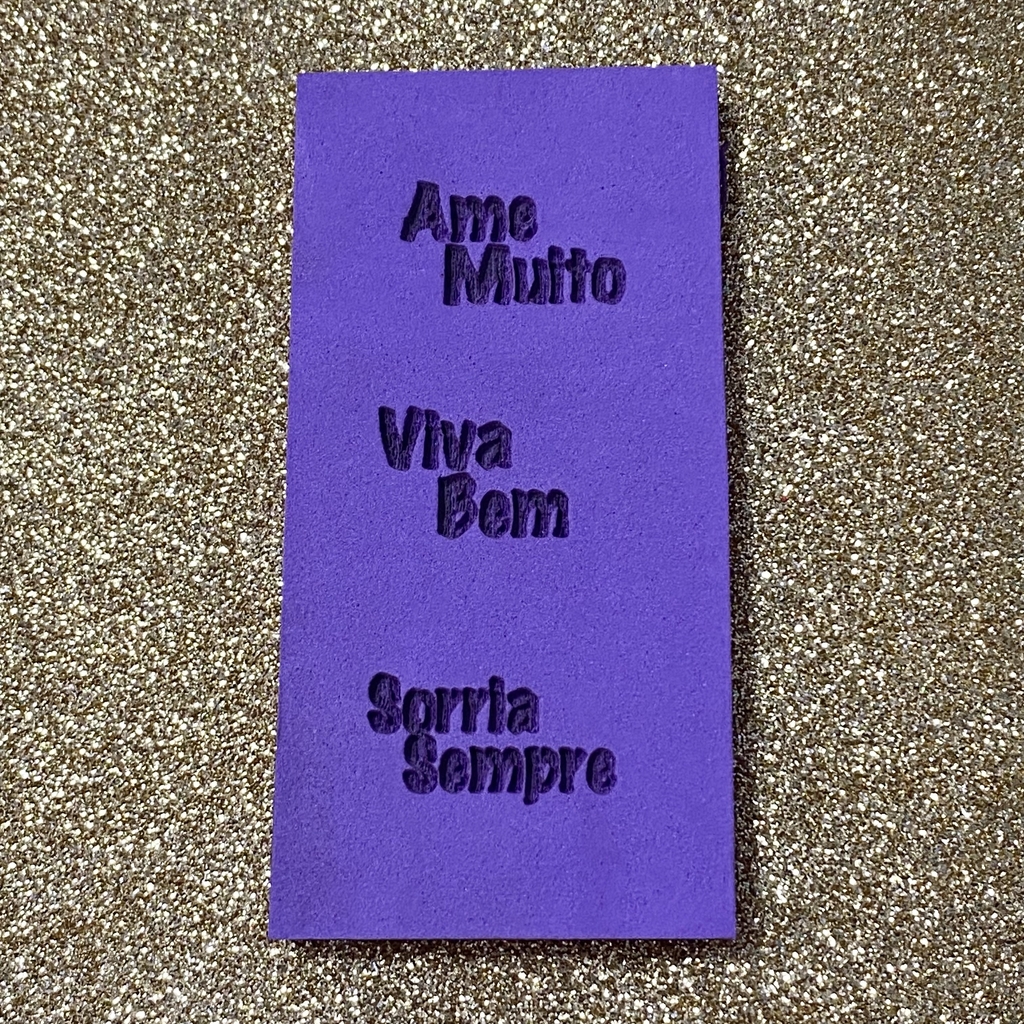 Ame
Muito
Viva
Bem
Sorria
Sempre